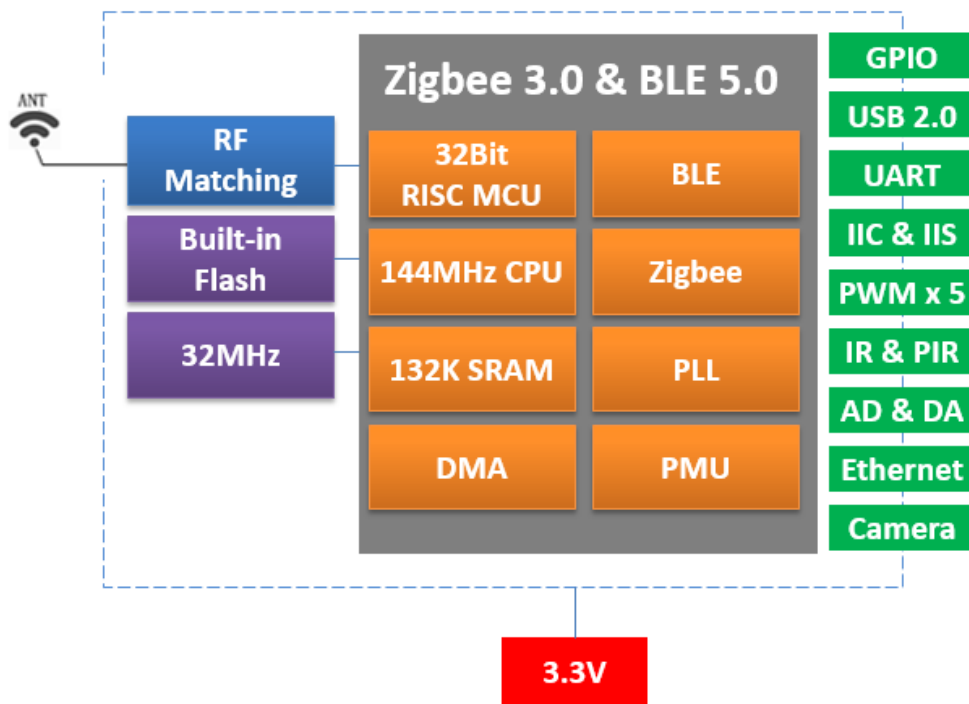 ANT
RF
Matching
Built-in
Flash
32MHz
Zigbee 3.0 & BLE 5.0
32Bit
RISC MCU
BLE
144MHz CPU
Zigbee
132K SRAM
PLL
DMA
PMU
GPIO
USB 2.0
UART
IIC & IIS
PWM x 5
IR & PIR
AD & DA
Ethernet
Camera
3.3V